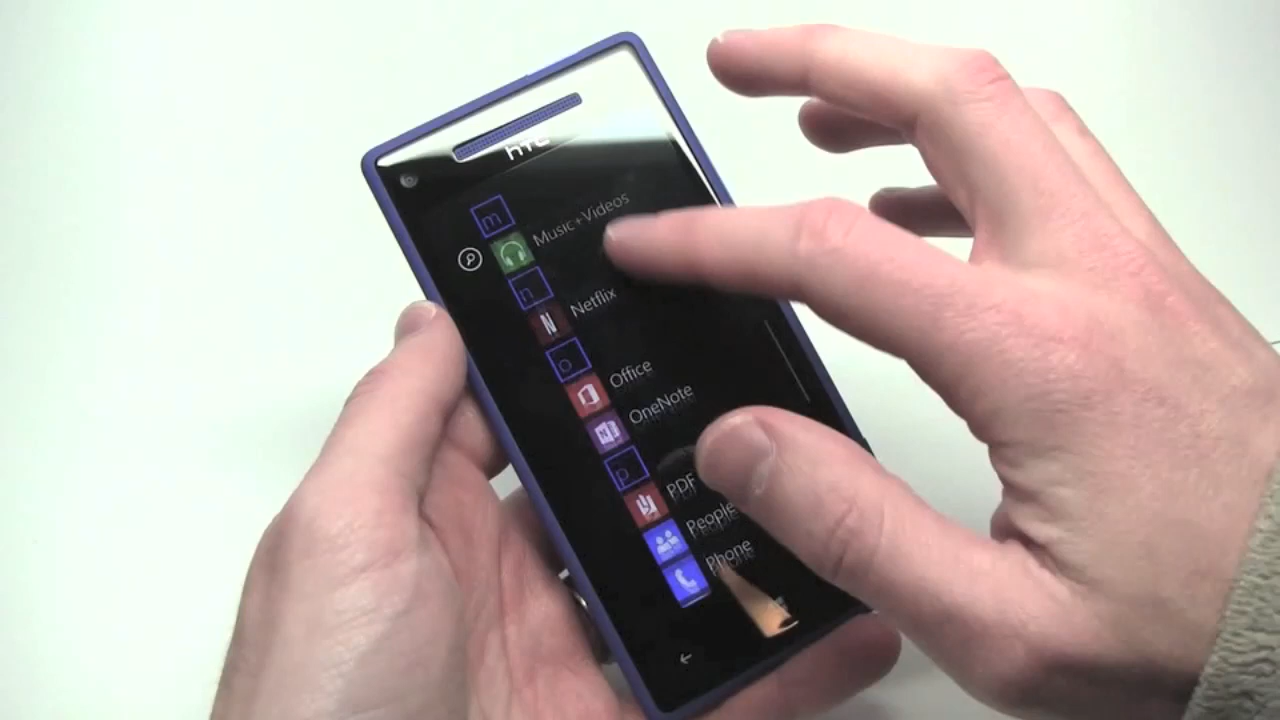 hTC
m
Music+Videos
n
N Netflix
o
Office
N OneNote
p
PDF
People
Phone